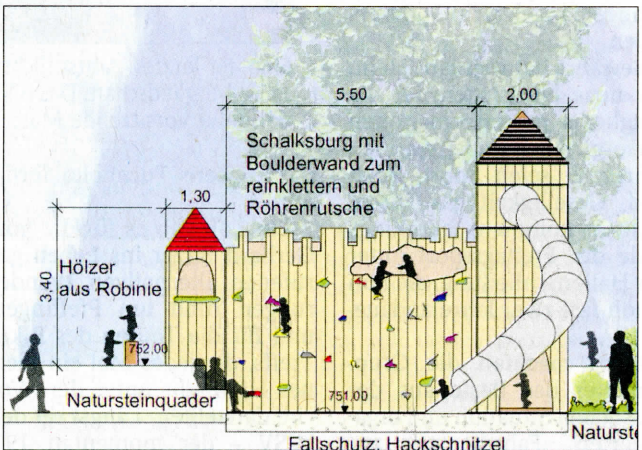 5,50
2,00
Schalksburg mit
Boulderwand zum
reinklettern und
Röhrenrutsche
1,30
3,40
Hölzer
aus Robinie
752,00
Natursteinquader
751,00
Fallschutz: Hackschnitzel
Naturste